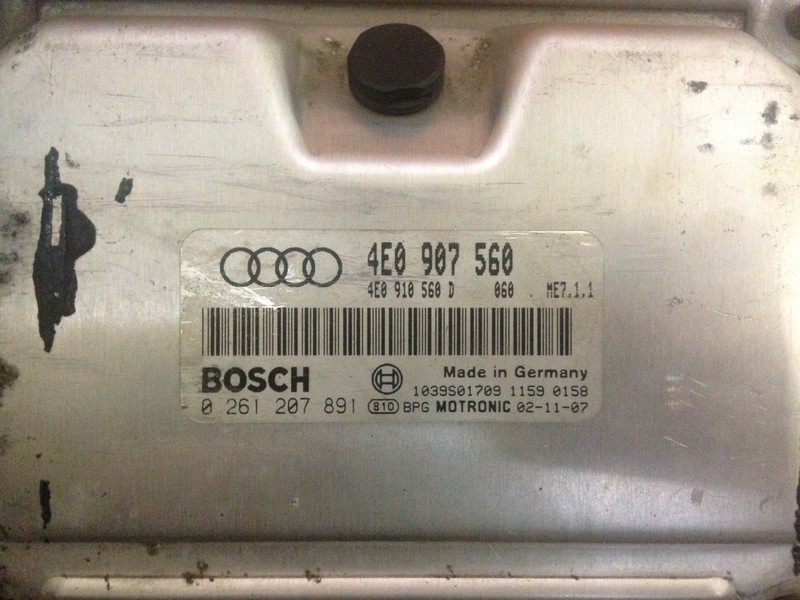 4E0 907 560
4E0 910 560 D 060 ME7.1.1
BOSCH Made in Germany
1039S01709 1159 0158
0 261 207 891 S10 BPG MOTRONIC 02-11-07